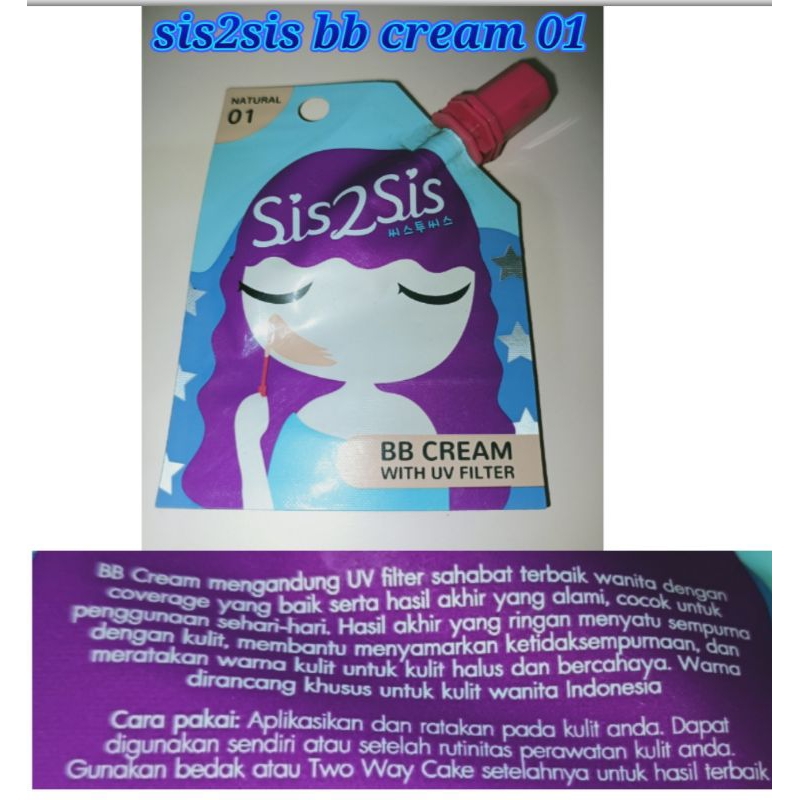 sis2sis bb cream 01
NATURAL
01
Sis2Sis
씨스투씨스
BB CREAM
WITH UV FILTER
BB Cream mengandung UV filter sahabat terbaik wanita dengan
coverage yang baik serta hasil akhir yang alami, cocok untuk
penggunaan sehari-hari. Hasil akhir yang ringan menyatu sempurna
dengan kulit, membantu menyamarkan ketidaksempurnaan, dan
meratakan warna kulit untuk kulit halus dan bercahaya. Warna
dirancang khusus untuk kulit wanita Indonesia
Cara pakai: Aplikasikan dan ratakan pada kulit anda. Dapat
digunakan sendiri atau setelah rutinitas perawatan kulit anda.
Gunakan bedak atau Two Way Cake setelahnya untuk hasil terbaik